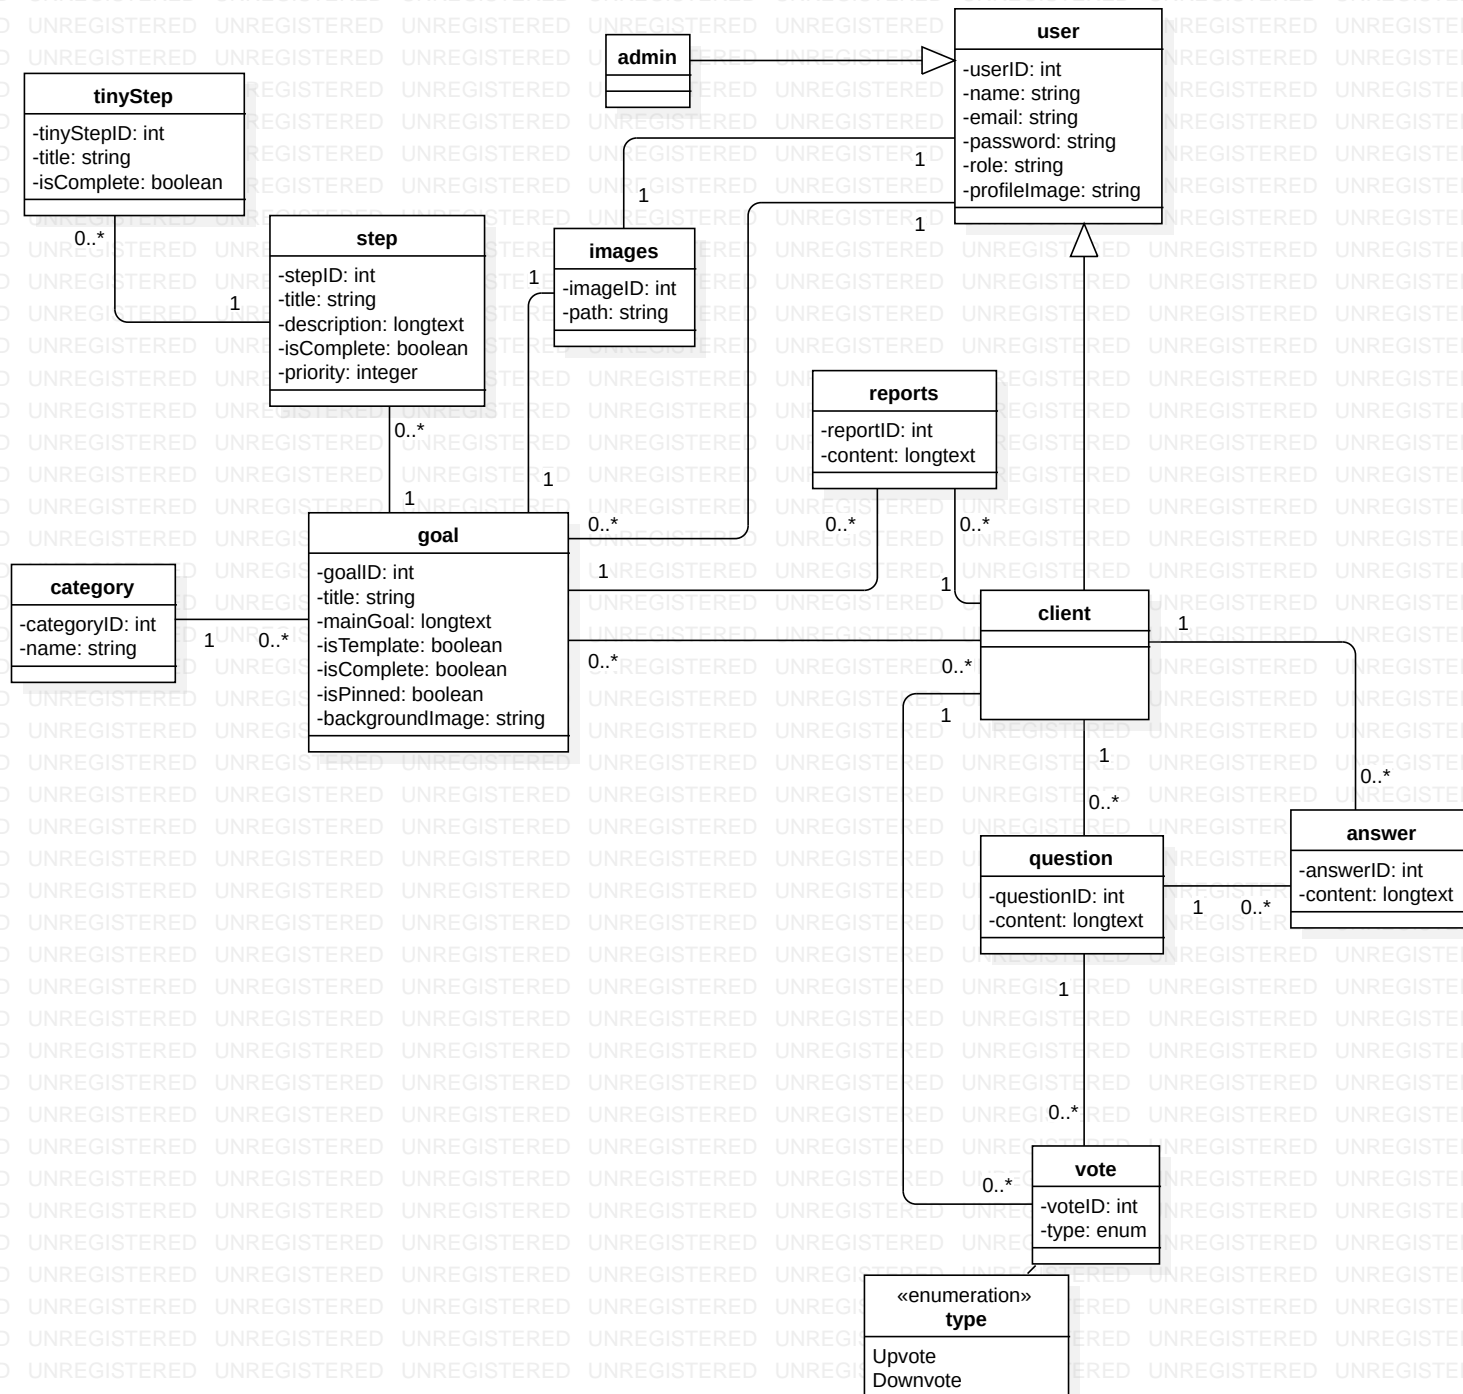 user
-userID: int
-name: string
-email: string
-password: string
-role: string
-profileImage: string
admin
tinyStep
-tinyStepID: int
-title: string
-isComplete: boolean
0..*
1
step
-stepID: int
-title: string
-description: longtext
-isComplete: boolean
-priority: integer
0..*
1
images
-imageID: int
-path: string
1
1
1
1
1
0..*
reports
-reportID: int
-content: longtext
0..*
1
0..*
1
goal
-goalID: int
-title: string
-mainGoal: longtext
-isTemplate: boolean
-isComplete: boolean
-isPinned: boolean
-backgroundImage: string
category
-categoryID: int
-name: string
1
0..*
client
0..*
0..*
1
0..*
1
0..*
1
0..*
question
-questionID: int
-content: longtext
1
0..*
answer
-answerID: int
-content: longtext
1
0..*
vote
-voteID: int
-type: enum
«enumeration»
type
Upvote
Downvote
UNREGISTERED